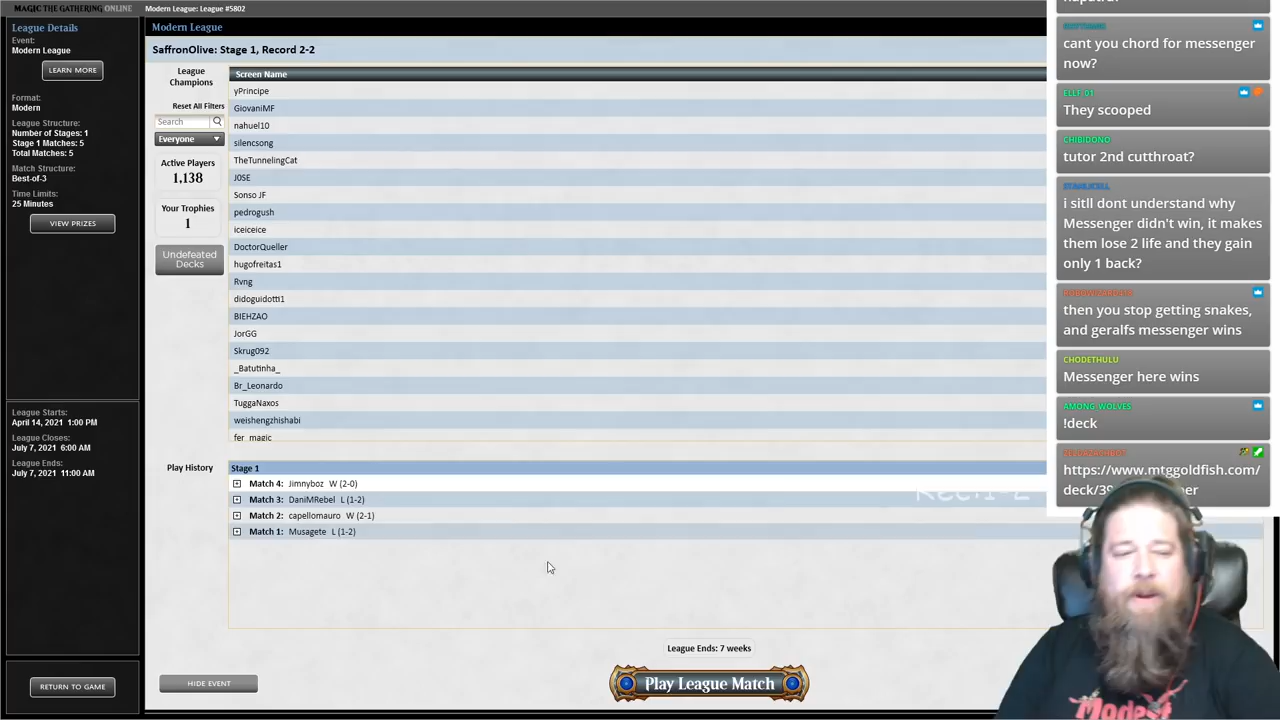 MAGIC THE GATHERING ONLINE
Modern League: League #5802
League Details
Event:
Modern League
LEARN MORE
Format:
Modern
League Structure:
Number of Stages: 1
Stage 1 Matches: 5
Total Matches: 5
Match Structure:
Best-of-3
Time Limits:
25 Minutes
VIEW PRIZES
League Starts:
April 14, 2021 1:00 PM
League Closes:
July 7, 2021 6:00 AM
League Ends:
July 7, 2021 11:00 AM
RETURN TO GAME
Modern League
SaffronOlive: Stage 1, Record 2-2
League
Champions
Reset All Filters
Search
Everyone
Active Players
1,138
Your Trophies
1
Undefeated
Decks
Screen Name
yPrincipe
GiovaniMF
nahuel10
silencsong
TheTunnelingCat
J0SE
Sonso JF
pedrogush
iceiceice
DoctorQueller
hugofreitas1
Rvng
didoguidotti1
BIEHZAO
JorGG
Skrug092
_Batutinha_
Br_Leonardo
TuggaNaxos
weishengzhishabi
fer_magic
Play History
Stage 1
Match 4: Jimnyboz W (2-0)
Match 3: DaniMRebel L (1-2)
Match 2: capellomauro W (2-1)
Match 1: Musagete L (1-2)
League Ends: 7 weeks
HIDE EVENT
Play League Match
cant you chord for messenger
now?
ELLF01
They scooped
CHIBIDONO
tutor 2nd cutthroat?
i sitll dont understand why
Messenger didn't win, it makes
them lose 2 life and they gain
only 1 back?
then you stop getting snakes,
and geralfs messenger wins
CHODETHULU
Messenger here wins
AMONG_WOLVES
!deck
https://www.mtggoldfish.com/
Modest